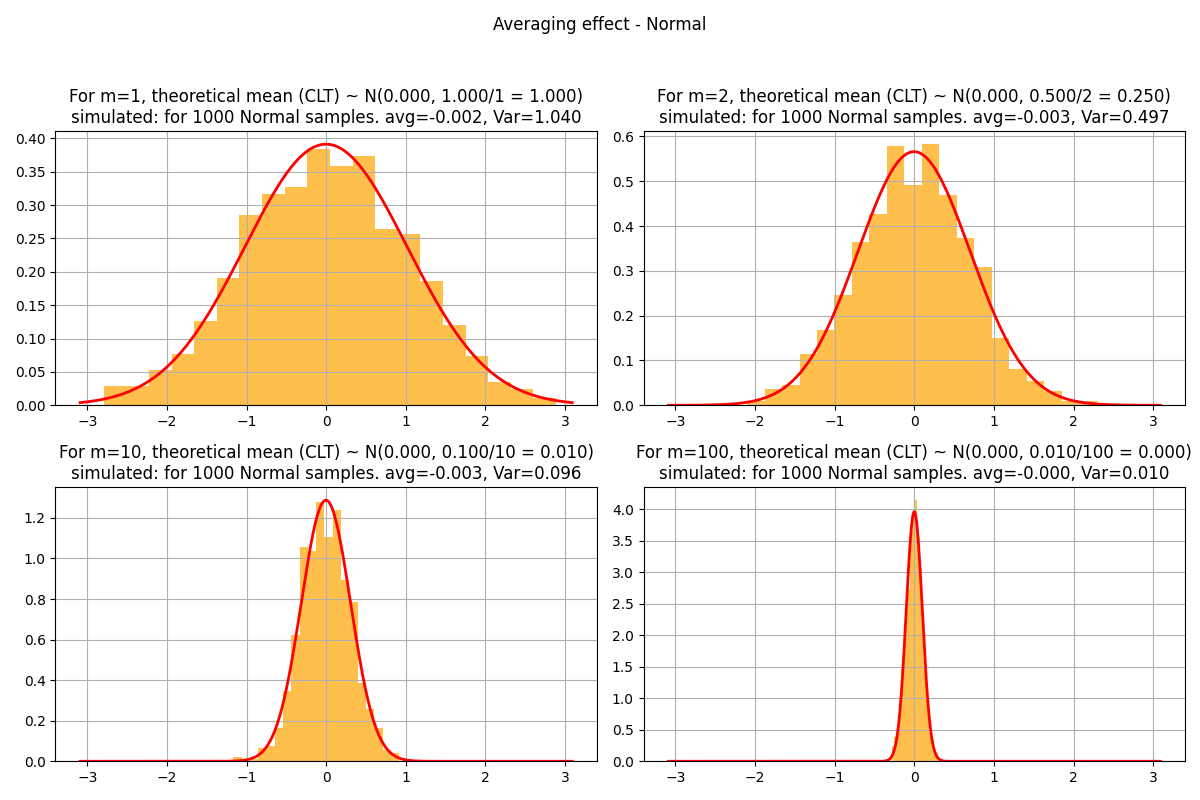 Averaging effect - Normal
For m=1, theoretical mean (CLT) ~ N(0.000, 1.000/1 = 1.000)
simulated: for 1000 Normal samples. avg=-0.002, Var=1.040
0.40
0.35
0.30
0.25
0.20
0.15
0.10
0.05
0.00
−3 −2 −1 0 1 2 3
For m=2, theoretical mean (CLT) ~ N(0.000, 0.500/2 = 0.250)
simulated: for 1000 Normal samples. avg=-0.003, Var=0.497
0.6
0.5
0.4
0.3
0.2
0.1
0.0
−3 −2 −1 0 1 2 3
For m=10, theoretical mean (CLT) ~ N(0.000, 0.100/10 = 0.010)
simulated: for 1000 Normal samples. avg=-0.003, Var=0.096
1.2
1.0
0.8
0.6
0.4
0.2
0.0
−3 −2 −1 0 1 2 3
For m=100, theoretical mean (CLT) ~ N(0.000, 0.010/100 = 0.000)
simulated: for 1000 Normal samples. avg=-0.000, Var=0.010
4.0
3.5
3.0
2.5
2.0
1.5
1.0
0.5
0.0
−3 −2 −1 0 1 2 3